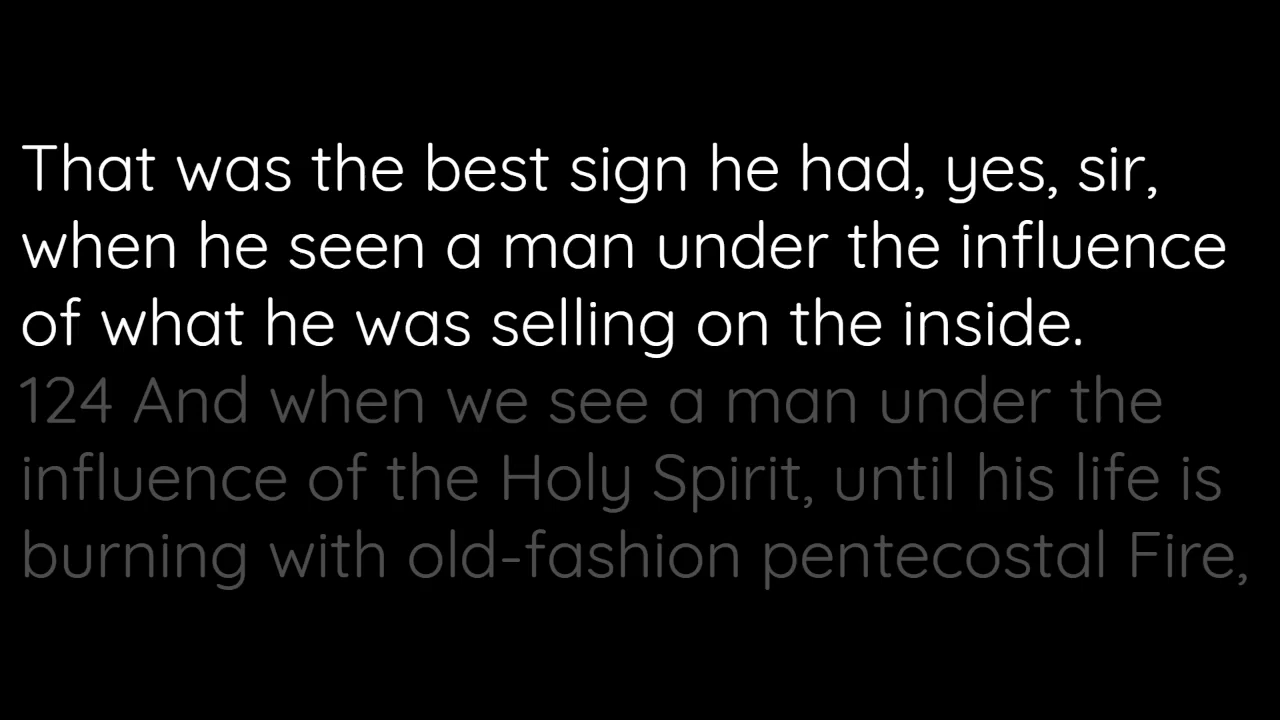 That was the best sign he had, yes, sir,
when he seen a man under the influence
of what he was selling on the inside.
124 And when we see a man under the
influence of the Holy Spirit, until his life is
burning with old-fashion pentecostal Fire,